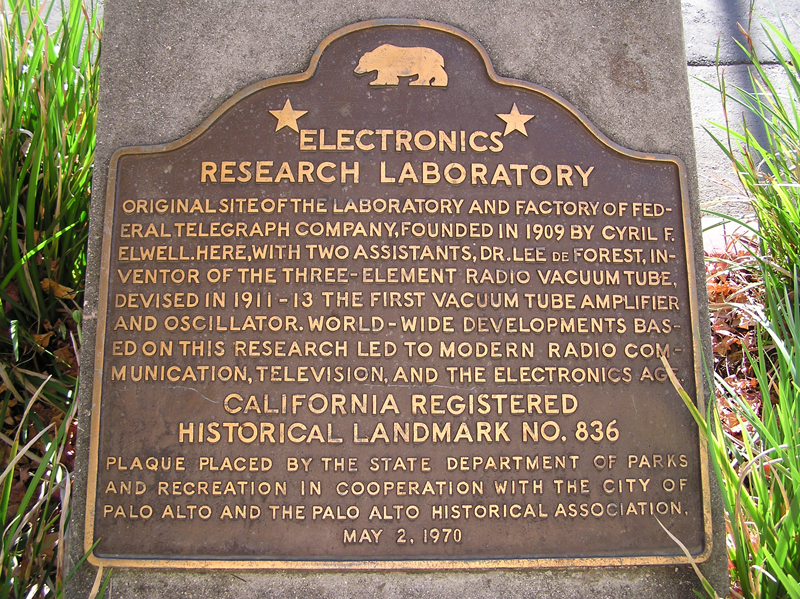 ELECTRONICS
RESEARCH LABORATORY
ORIGINAL SITE OF THE LABORATORY AND FACTORY OF FED-
ERAL TELEGRAPH COMPANY, FOUNDED IN 1909 BY CYRIL F.
ELWELL. HERE, WITH TWO ASSISTANTS, DR. LEE DE FOREST, IN-
VENTOR OF THE THREE-ELEMENT RADIO VACUUM TUBE,
DEVISED IN 1911-13 THE FIRST VACUUM TUBE AMPLIFIER
AND OSCILLATOR. WORLD-WIDE DEVELOPMENTS BAS-
ED ON THIS RESEARCH LED TO MODERN RADIO COM-
MUNICATION, TELEVISION, AND THE ELECTRONICS AGE.
CALIFORNIA REGISTERED
HISTORICAL LANDMARK NO. 836
PLAQUE PLACED BY THE STATE DEPARTMENT OF PARKS
AND RECREATION IN COOPERATION WITH THE CITY OF
PALO ALTO AND THE PALO ALTO HISTORICAL ASSOCIATION,
MAY 2, 1970